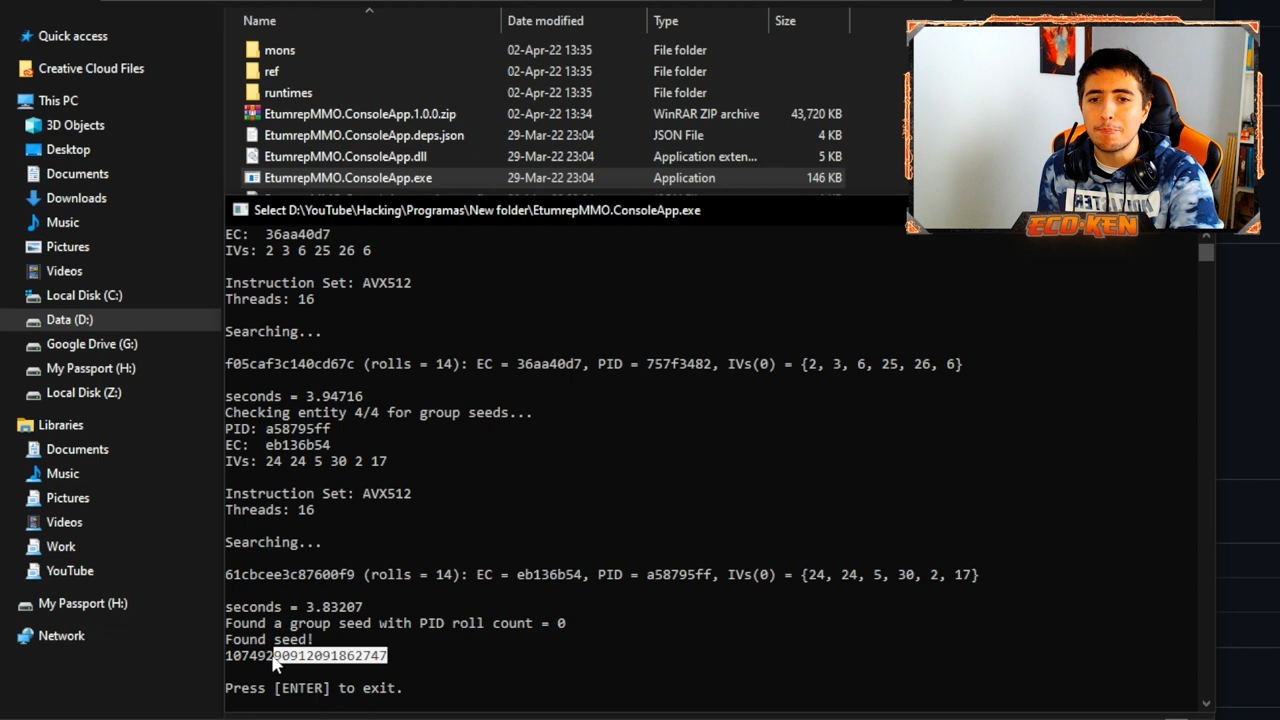 Name Date modified Type Size
Quick access
Creative Cloud Files
This PC
3D Objects
Desktop
Documents
Downloads
Music
Pictures
Videos
Local Disk (C:)
Data (D:)
Google Drive (G:)
My Passport (H:)
Local Disk (Z:)
Libraries
Documents
Music
Pictures
Videos
Work
YouTube
My Passport (H:)
Network
mons 02-Apr-22 13:35 File folder
ref 02-Apr-22 13:35 File folder
runtimes 02-Apr-22 13:35 File folder
EtumrepMMO.ConsoleApp.1.0.0.zip 02-Apr-22 13:34 WinRAR ZIP archive 43,720 KB
EtumrepMMO.ConsoleApp.deps.json 29-Mar-22 23:04 JSON File 4 KB
EtumrepMMO.ConsoleApp.dll 29-Mar-22 23:04 Application exten... 5 KB
EtumrepMMO.ConsoleApp.exe 29-Mar-22 23:04 Application 146 KB
ECO-KEN
Select D:\YouTube\Hacking\Programas\New folder\EtumrepMMO.ConsoleApp.exe
EC: 36aa40d7
IVs: 2 3 6 25 26 6
Instruction Set: AVX512
Threads: 16
Searching...
f05caf3c140cd67c (rolls = 14): EC = 36aa40d7, PID = 757f3482, IVs(0) = {2, 3, 6, 25, 26, 6}
seconds = 3.94716
Checking entity 4/4 for group seeds...
PID: a58795ff
EC: eb136b54
IVs: 24 24 5 30 2 17
Instruction Set: AVX512
Threads: 16
Searching...
61cbcee3c87600f9 (rolls = 14): EC = eb136b54, PID = a58795ff, IVs(0) = {24, 24, 5, 30, 2, 17}
seconds = 3.83207
Found a group seed with PID roll count = 0
Found seed!
10749290912091862747
Press [ENTER] to exit.